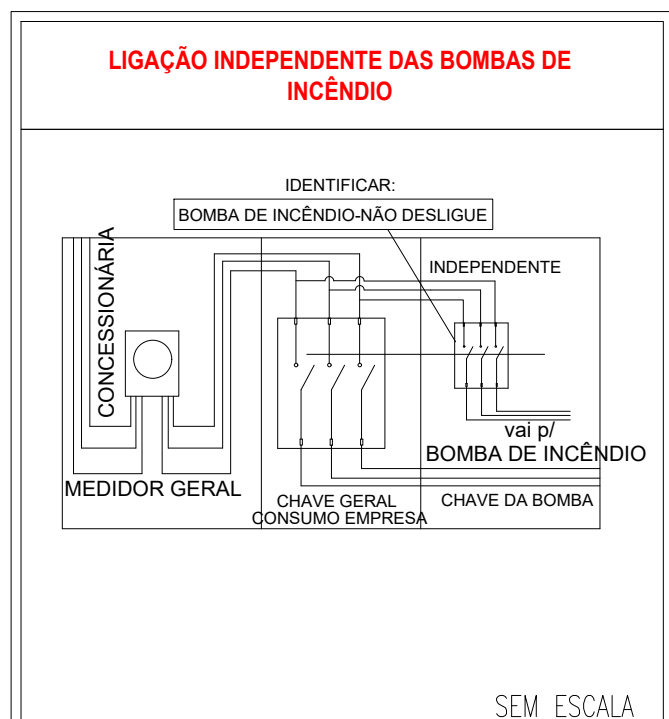 LIGAÇÃO INDEPENDENTE DAS BOMBAS DE
INCÊNDIO
IDENTIFICAR:
BOMBA DE INCÊNDIO-NÃO DESLIGUE
CONCESSIONÁRIA
INDEPENDENTE
vai p/
BOMBA DE INCÊNDIO
MEDIDOR GERAL
CHAVE GERAL
CONSUMO EMPRESA
CHAVE DA BOMBA
SEM ESCALA